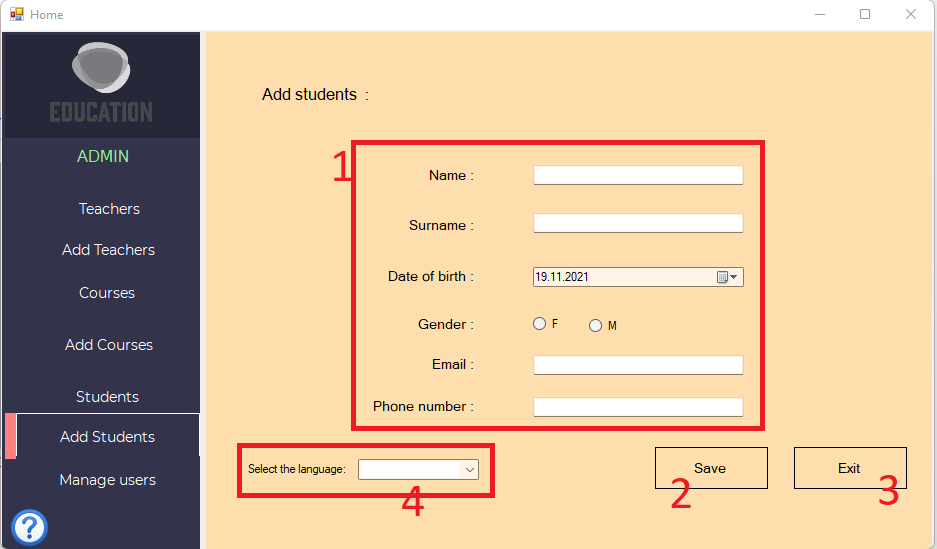 Home
EDUCATION
ADMIN
Teachers
Add Teachers
Courses
Add Courses
Students
Add Students
Manage users
?
Add students :
1
Name :
Surname :
Date of birth : 19.11.2021
Gender : F M
Email :
Phone number :
Select the language:
4
Save
2
Exit
3